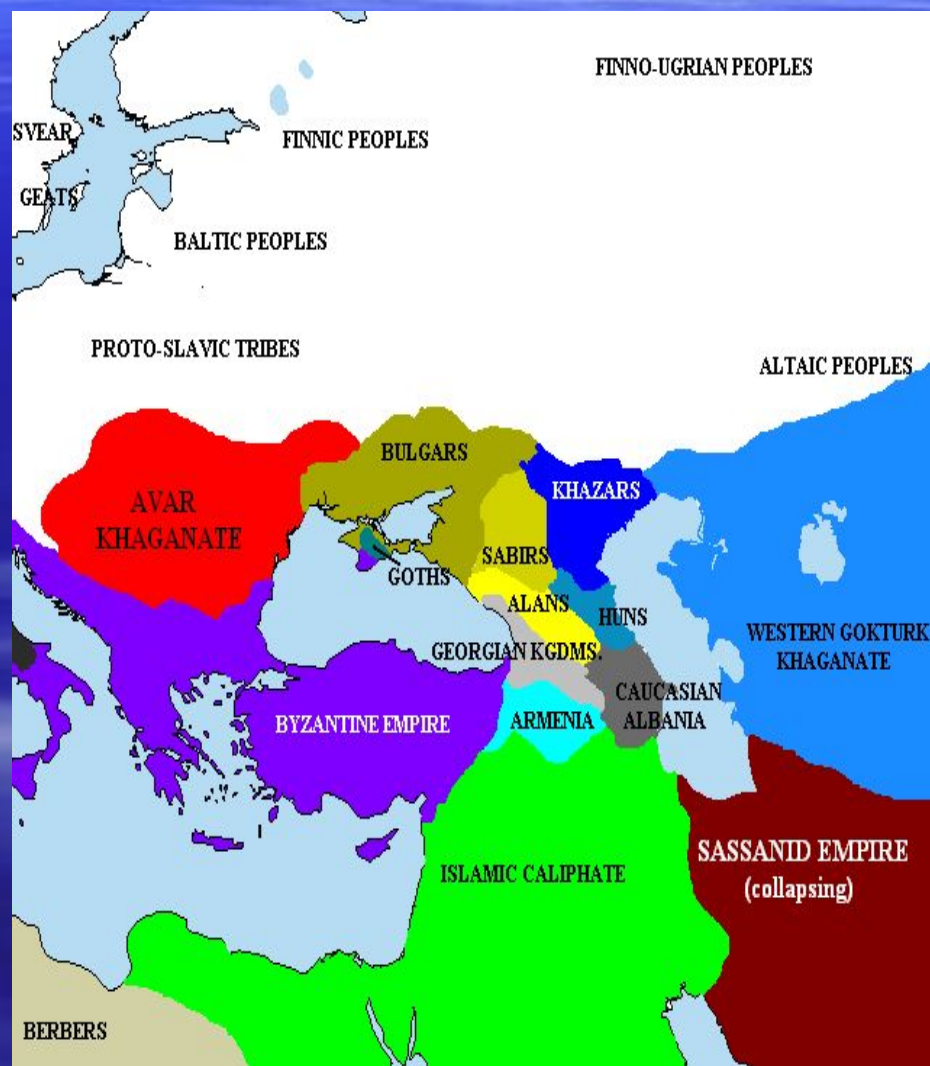 FINNO-UGRIAN PEOPLES
SVEAR
FINNIC PEOPLES
GEATS
BALTIC PEOPLES
PROTO-SLAVIC TRIBES
ALTAIC PEOPLES
BULGARS
KHAZARS
AVAR
KHAGANATE
SABIRS
GOTHS
ALANS
HUNS
WESTERN GOKTURK
KHAGANATE
GEORGIAN KGDMS.
CAUCASIAN
ALBANIA
BYZANTINE EMPIRE
ARMENIA
SASSANID EMPIRE
(collapsing)
ISLAMIC CALIPHATE
BERBERS